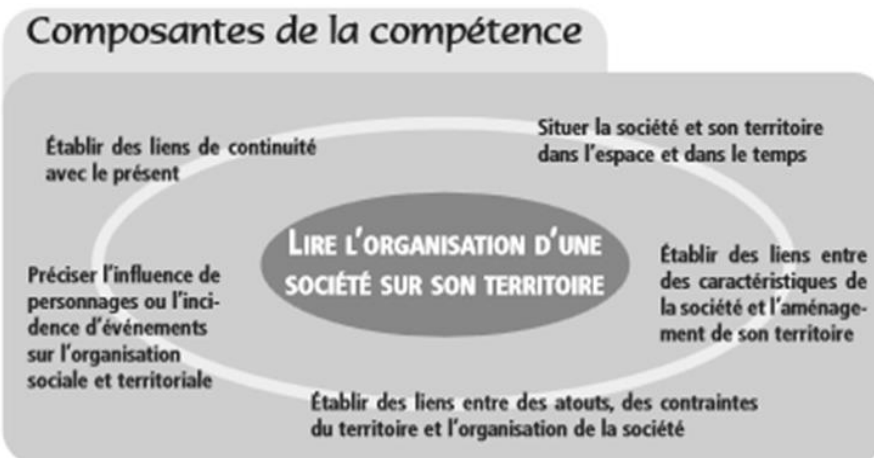 Composantes de la compétence
Établir des liens de continuité
avec le présent
Situer la société et son territoire
dans l'espace et dans le temps
LIRE L'ORGANISATION D'UNE
SOCIÉTÉ SUR SON TERRITOIRE
Établir des liens entre
des caractéristiques de
la société et l'aménage-
ment de son territoire
Préciser l'influence de
personnages ou l'inci-
dence d'événements
sur l'organisation
sociale et territoriale
Établir des liens entre des atouts, des contraintes
du territoire et l'organisation de la société